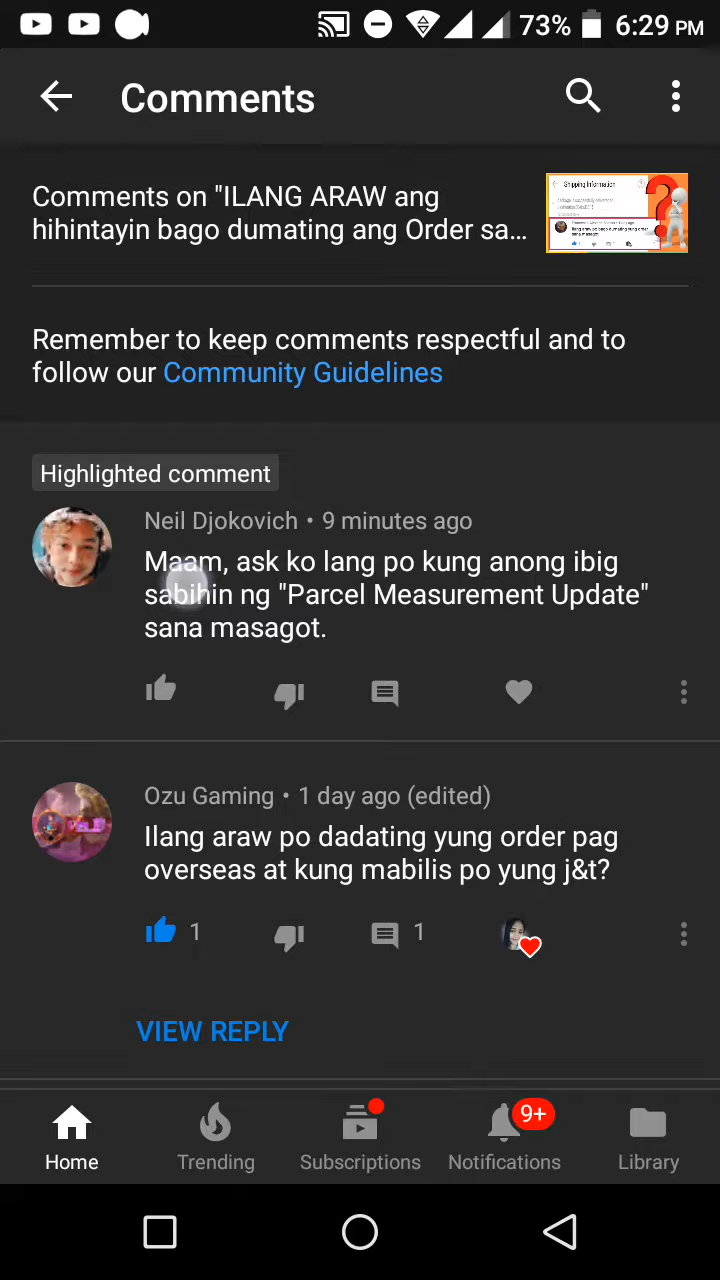 73% 6:29 PM
Comments
Comments on "ILANG ARAW ang
hihintayin bago dumating ang Order sa...
Shipping Information
Remember to keep comments respectful and to
follow our Community Guidelines
Highlighted comment
Neil Djokovich • 9 minutes ago
Maam, ask ko lang po kung anong ibig
sabihin ng "Parcel Measurement Update"
sana masagot.
Ozu Gaming • 1 day ago (edited)
Ilang araw po dadating yung order pag
overseas at kung mabilis po yung j&t?
1 1
VIEW REPLY
9+
Home Trending Subscriptions Notifications Library